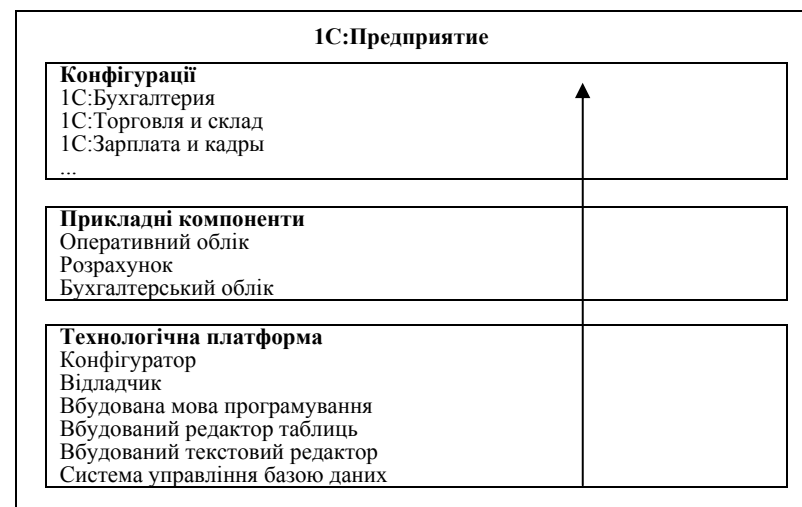 1С:Предприятие
Конфігурації
1С:Бухгалтерия
1С:Торговля и склад
1С:Зарплата и кадры
...
Прикладні компоненти
Оперативний облік
Розрахунок
Бухгалтерський облік
Технологічна платформа
Конфігуратор
Відладчик
Вбудована мова програмування
Вбудований редактор таблиць
Вбудований текстовий редактор
Система управління базою даних